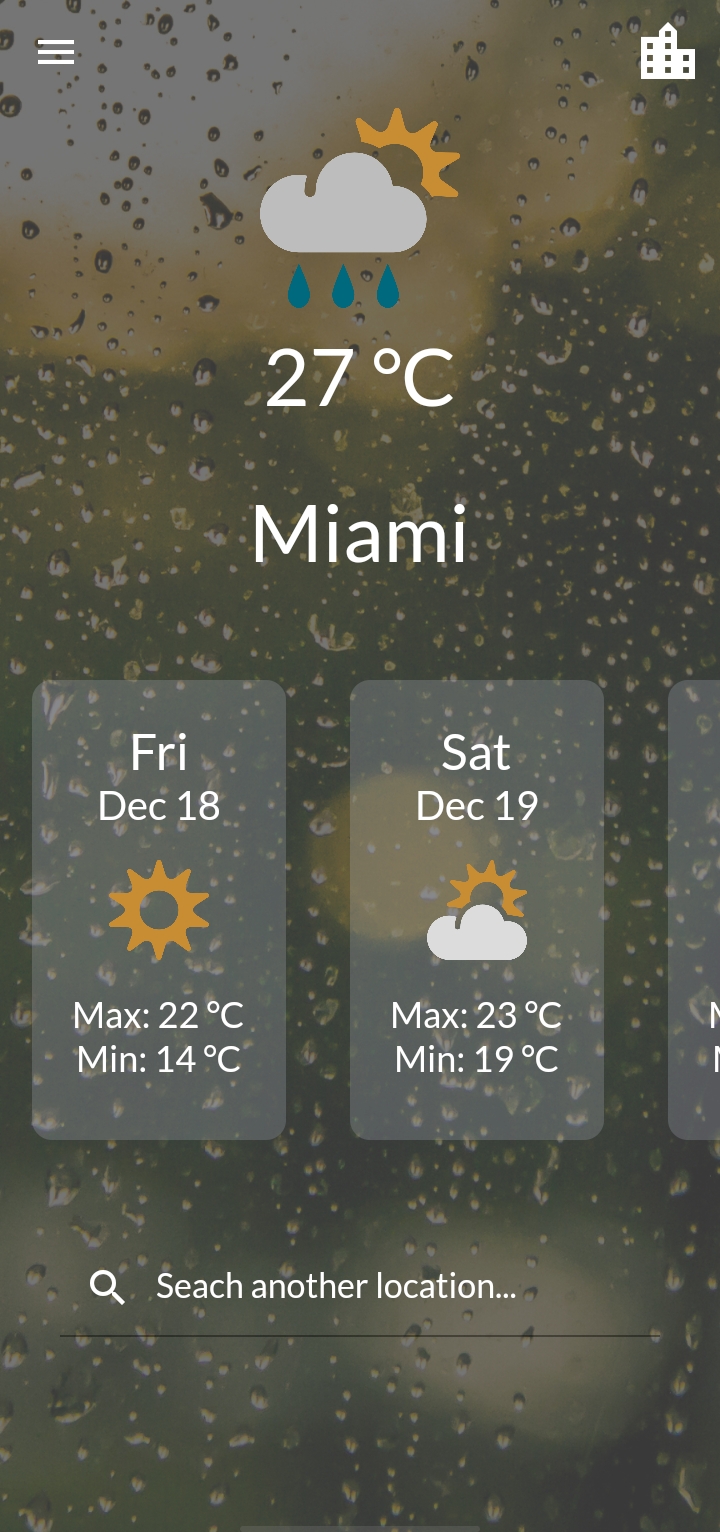 27 °C
Miami
Fri
Dec 18
Max: 22 °C
Min: 14 °C
Sat
Dec 19
Max: 23 °C
Min: 19 °C
Seach another location...